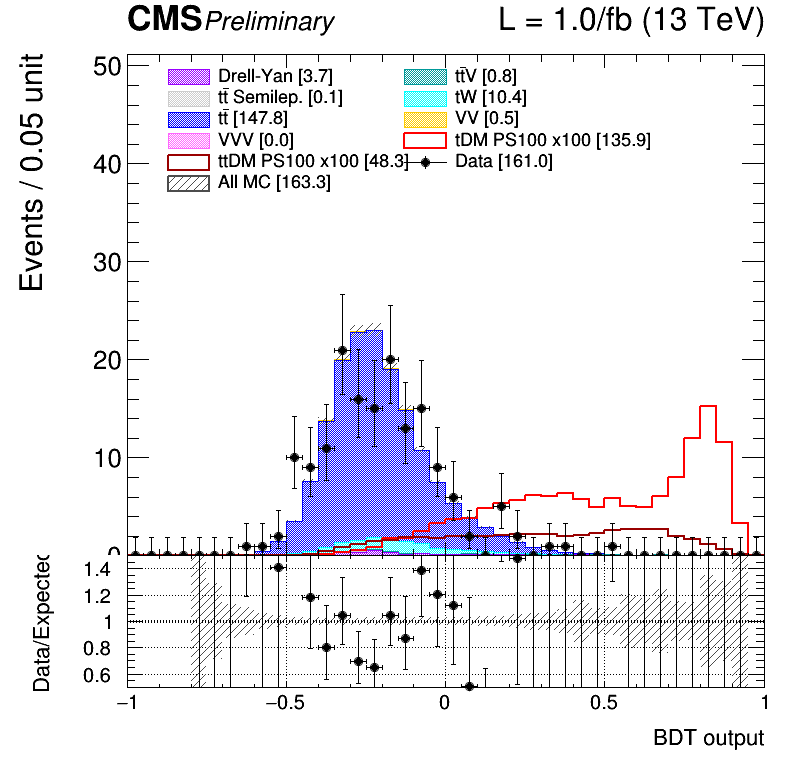 CMS Preliminary L = 1.0/fb (13 TeV)
Events / 0.05 unit
50
40
30
20
10
0
Drell-Yan [3.7]
tt̄V [0.8]
tt̄ Semilep. [0.1]
tW [10.4]
tt̄ [147.8]
VV [0.5]
VVV [0.0]
tDM PS100 x100 [135.9]
ttDM PS100 x100 [48.3]
Data [161.0]
All MC [163.3]
Data/Expected
1.4
1.2
1
0.8
0.6
−1 −0.5 0 0.5 1
BDT output